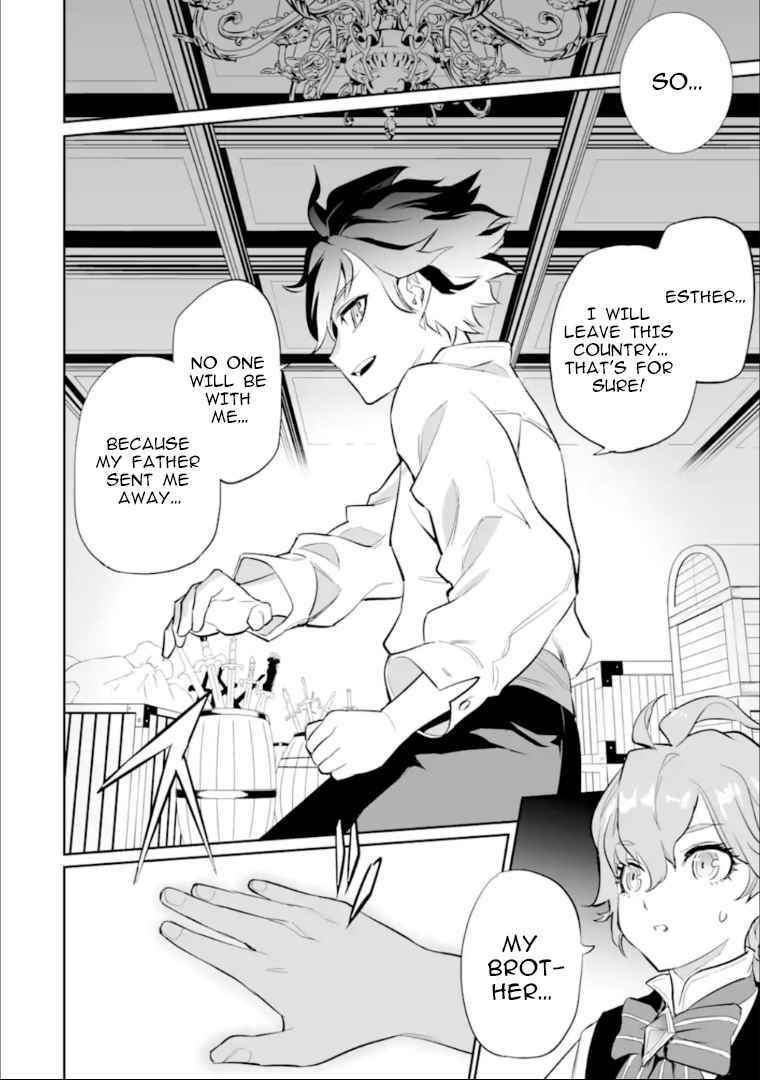 SO...
ESTHER...
I WILL
LEAVE THIS
COUNTRY...
THAT'S FOR
SURE!
NO ONE
WILL BE
WITH
ME...
BECAUSE
MY FATHER
SENT ME
AWAY...
MY
BROT-
HER...